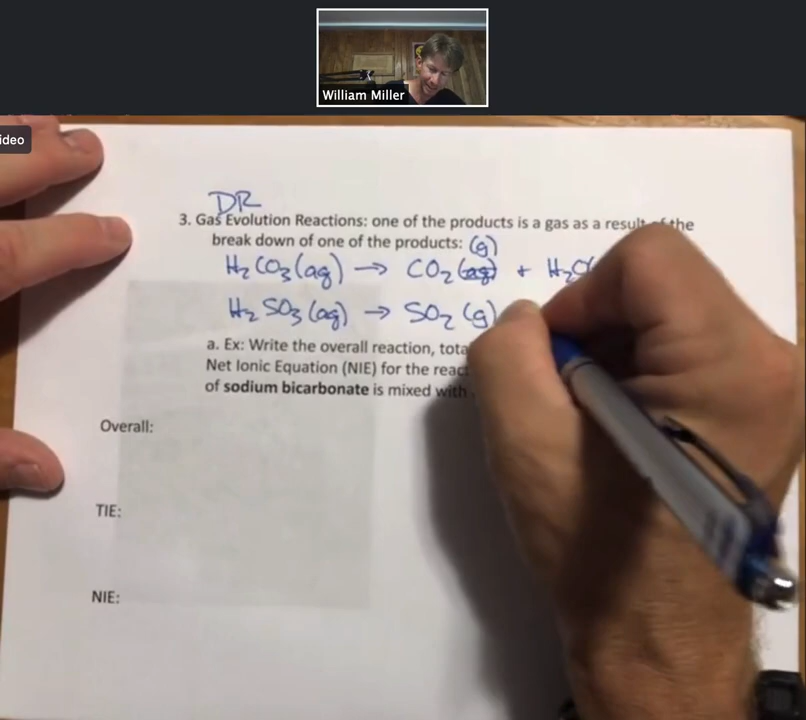 William Miller
ideo
DR
3. Gas Evolution Reactions: one of the products is a gas as a result of the
break down of one of the products: (g)
H₂CO₃(aq) → CO₂(aq) + H₂O(
H₂SO₃(aq) → SO₂(g)
a. Ex: Write the overall reaction, tota
Net Ionic Equation (NIE) for the reac
of sodium bicarbonate is mixed with
Overall:
TIE:
NIE: